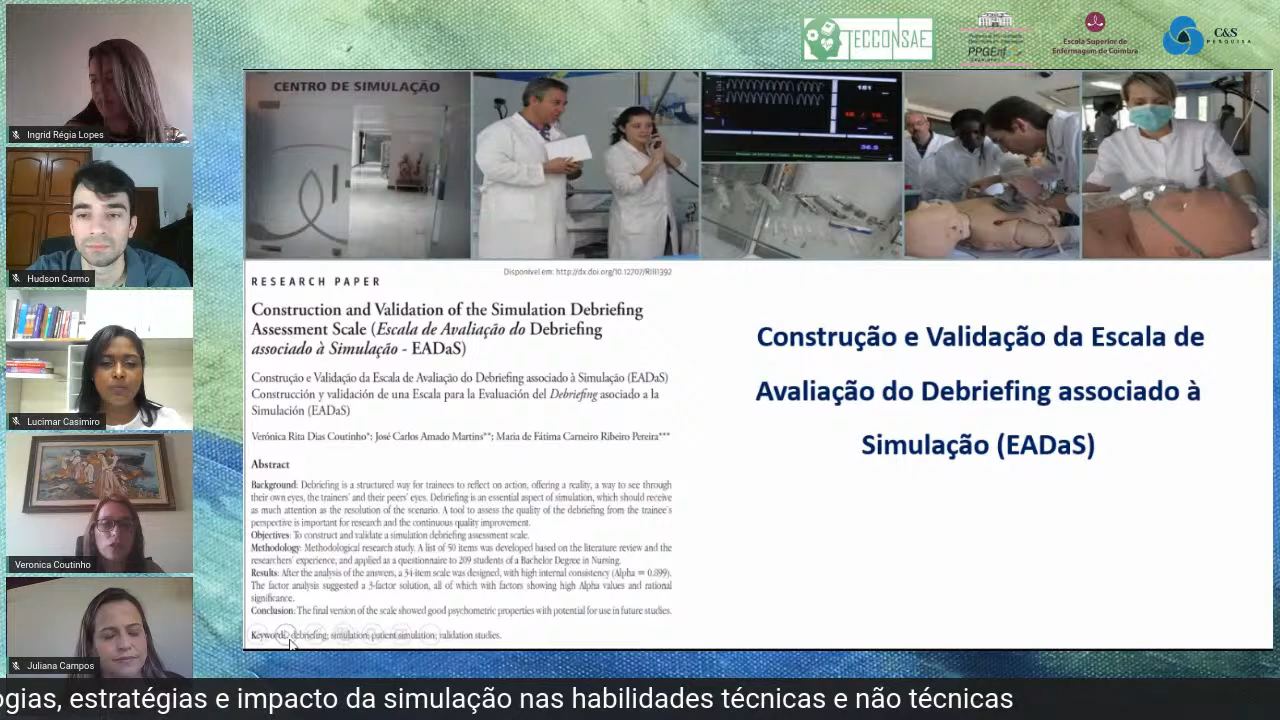 TECCONSAE
PPGEnf
Escola Superior de
Enfermagem de Coimbra
C&S
PESQUISA
CENTRO DE SIMULAÇÃO
Ingrid Régia Lopes
Hudson Carmo
Lucimar Casimiro
Veronica Coutinho
Juliana Campos
Disponível em: http://dx.doi.org/10.12707/RIII1392
RESEARCH PAPER
Construction and Validation of the Simulation Debriefing
Assessment Scale (Escala de Avaliação do Debriefing
associado à Simulação - EADaS)
Construção e Validação da Escala de Avaliação do Debriefing associado à Simulação (EADaS)
Construcción y validación de una Escala para la Evaluación del Debriefing asociado a la
Simulación (EADaS)
Verónica Rita Dias Coutinho*; José Carlos Amado Martins**; Maria de Fátima Carneiro Ribeiro Pereira***
Abstract
Background: Debriefing is a structured way for trainees to reflect on action, offering a reality, a way to see through
their own eyes, the trainers' and their peers' eyes. Debriefing is an essential aspect of simulation, which should receive
as much attention as the resolution of the scenario. A tool to assess the quality of the debriefing from the trainee's
perspective is important for research and the continuous quality improvement.
Objectives: To construct and validate a simulation debriefing assessment scale.
Methodology: Methodological research study. A list of 50 items was developed based on the literature review and the
researchers' experience, and applied as a questionnaire to 209 students of a Bachelor Degree in Nursing.
Results: After the analysis of the answers, a 34-item scale was designed, with high internal consistency (Alpha = 0.899).
The factor analysis suggested a 3-factor solution, all of which with factors showing high Alpha values and rational
significance.
Conclusion: The final version of the scale showed good psychometric properties with potential for use in future studies.
Keywords: debriefing; simulation; patient simulation; validation studies.
Construção e Validação da Escala de
Avaliação do Debriefing associado à
Simulação (EADaS)
ogias, estratégias e impacto da simulação nas habilidades técnicas e não técnicas